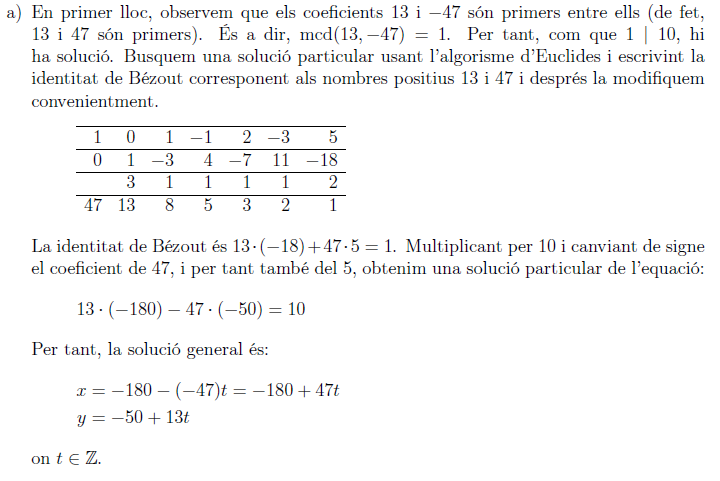 a) En primer lloc, observem que els coeficients 13 i −47 són primers entre ells (de fet,
13 i 47 són primers). És a dir, mcd(13, −47) = 1. Per tant, com que 1 | 10, hi
ha solució. Busquem una solució particular usant l'algorisme d'Euclides i escrivint la
identitat de Bézout corresponent als nombres positius 13 i 47 i després la modifiquem
convenientment.
1 0 1 −1 2 −3 5
0 1 −3 4 −7 11 −18
3 1 1 1 1 2
47 13 8 5 3 2 1
La identitat de Bézout és 13·(−18)+47·5 = 1. Multiplicant per 10 i canviant de signe
el coeficient de 47, i per tant també del 5, obtenim una solució particular de l'equació:
13 · (−180) − 47 · (−50) = 10
Per tant, la solució general és:
x = −180 − (−47)t = −180 + 47t
y = −50 + 13t
on t ∈ ℤ.